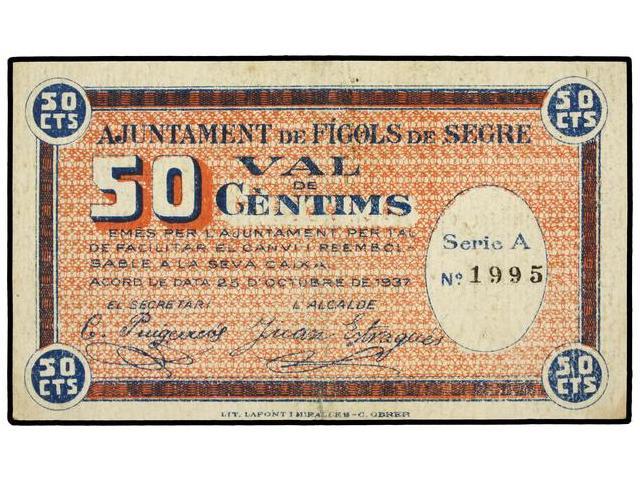 50 CTS 50 CTS
AJUNTAMENT DE FÍGOLS DE SEGRE
50 VAL
DE
CÈNTIMS
EMÈS PER L'AJUNTAMENT PER TAL
DE FACILITAR EL CANVI I REEMBOL-
SABLE A LA SEVA CAIXA
ACORD DE DATA 25 D'OCTUBRE DE 1937
EL SECRETARI L'ALCALDE
Juan
Serie A
Nº 1995
50 CTS 50 CTS
LIT. LAFONT I MIRALLES - C. OBRER